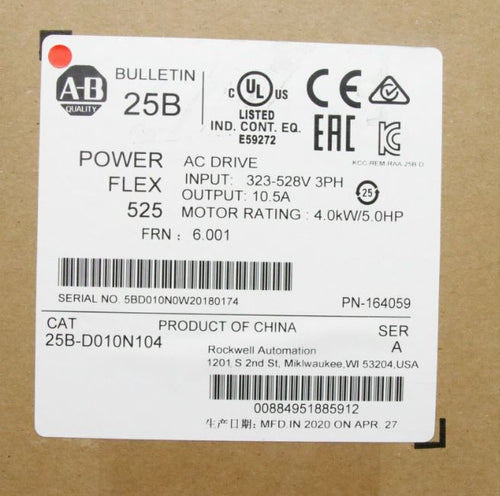 A-B
QUALITY
BULLETIN
25B
C UL US
LISTED
IND. CONT. EQ.
E59272
CE
EAC
KCC-REM-RAA-25B-D
POWER
FLEX
525
AC DRIVE
INPUT: 323-528V 3PH
OUTPUT: 10.5A
MOTOR RATING : 4.0kW/5.0HP
25
FRN : 6.001
SERIAL NO. 5BD010N0W20180174
PN-164059
CAT
25B-D010N104
PRODUCT OF CHINA
SER
A
Rockwell Automation
1201 S 2nd St, Miklwaukee,WI 53204,USA
00884951885912
生产日期: MFD.IN 2020 ON APR. 27